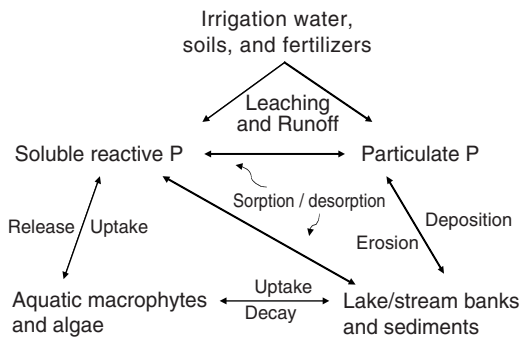 Irrigation water,
soils, and fertilizers
Leaching
and Runoff
Soluble reactive P
Particulate P
Sorption / desorption
Release
Uptake
Deposition
Erosion
Aquatic macrophytes
and algae
Uptake
Decay
Lake/stream banks
and sediments